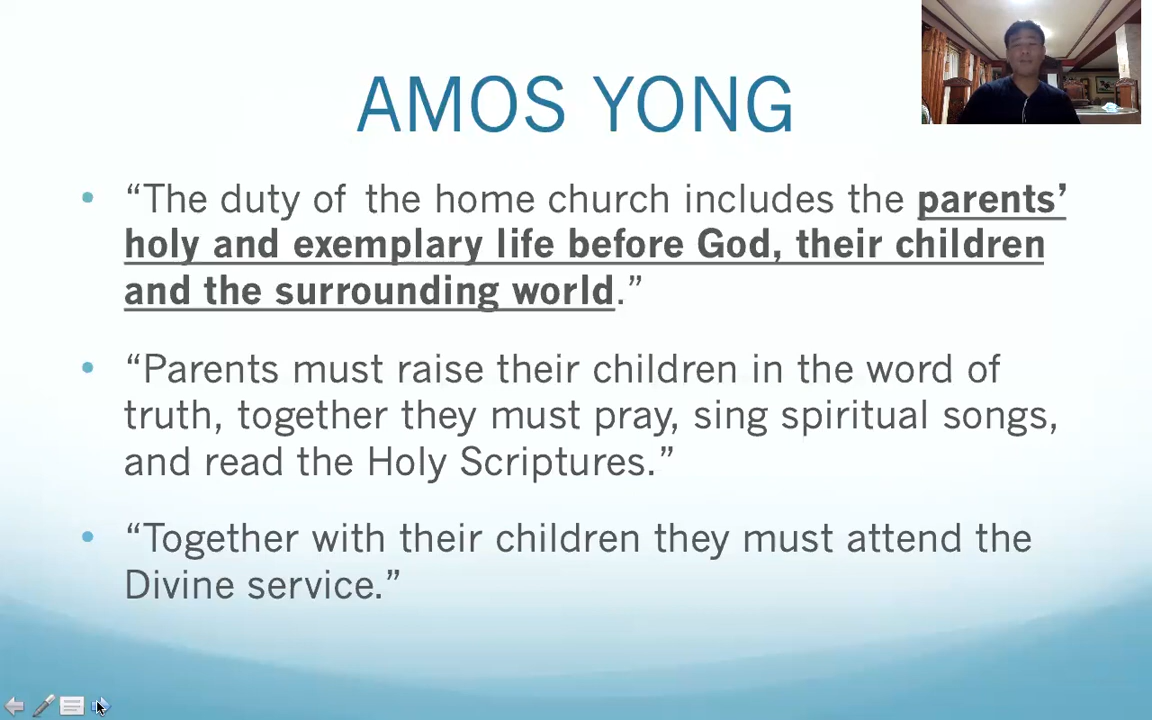 AMOS YONG
• “The duty of the home church includes the parents’
holy and exemplary life before God, their children
and the surrounding world.”
• “Parents must raise their children in the word of
truth, together they must pray, sing spiritual songs,
and read the Holy Scriptures.”
• “Together with their children they must attend the
Divine service.”